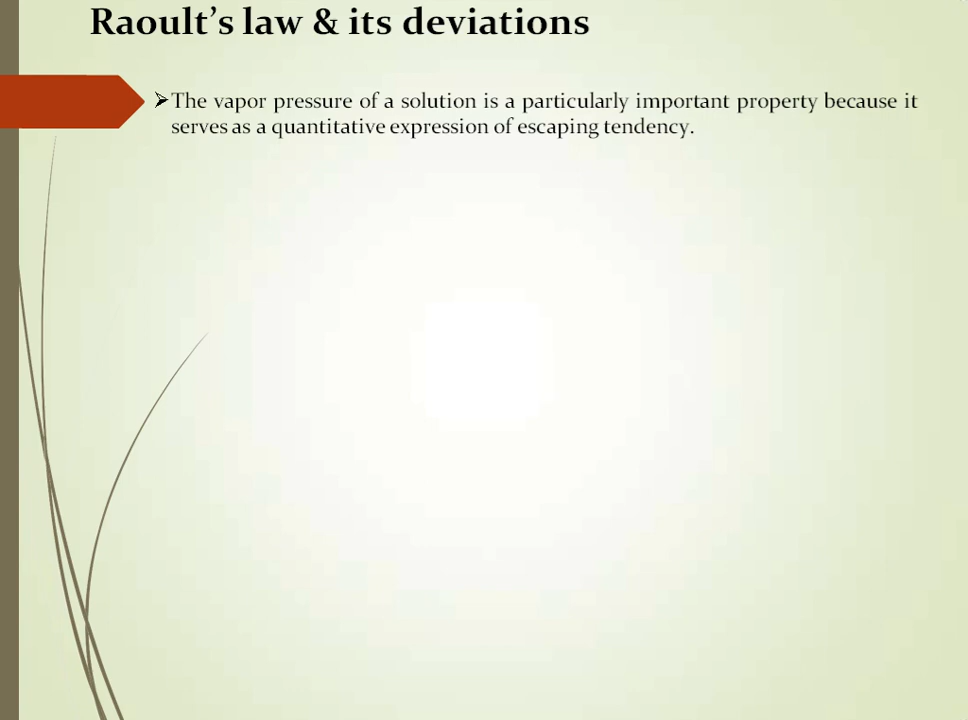 Raoult's law & its deviations
➢The vapor pressure of a solution is a particularly important property because it
serves as a quantitative expression of escaping tendency.